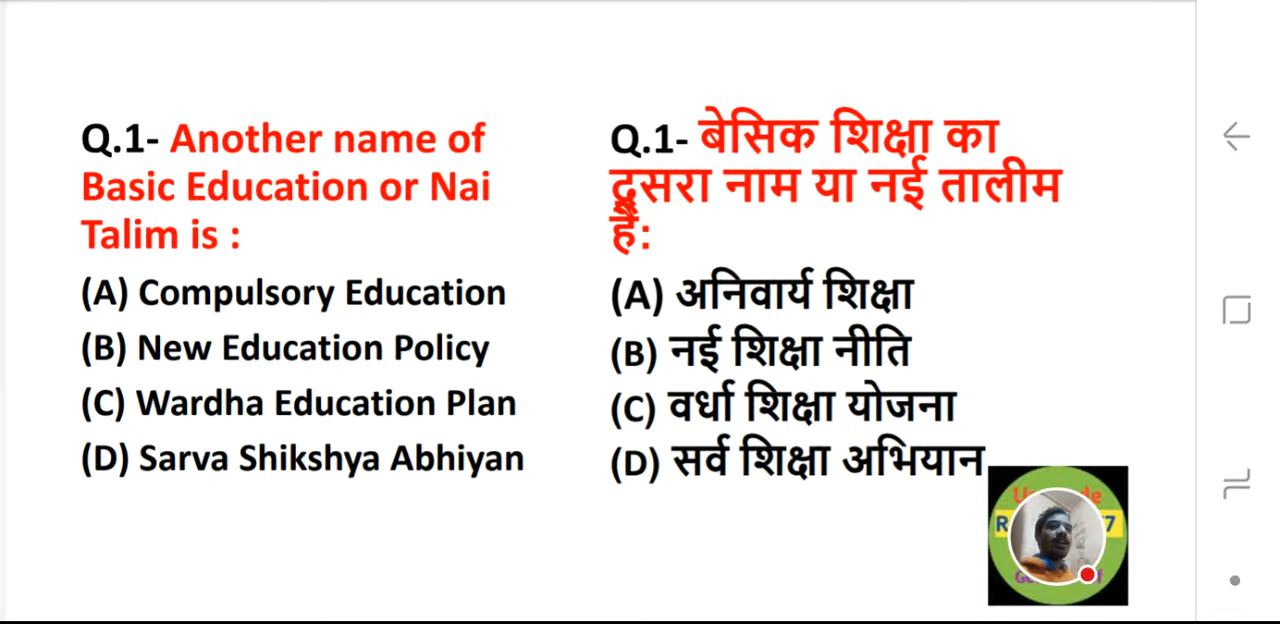 Q.1- Another name of
Basic Education or Nai
Talim is :
(A) Compulsory Education
(B) New Education Policy
(C) Wardha Education Plan
(D) Sarva Shikshya Abhiyan
Q.1- बेसिक शिक्षा का
दूसरा नाम या नई तालीम
है:
(A) अनिवार्य शिक्षा
(B) नई शिक्षा नीति
(C) वर्धा शिक्षा योजना
(D) सर्व शिक्षा अभियान